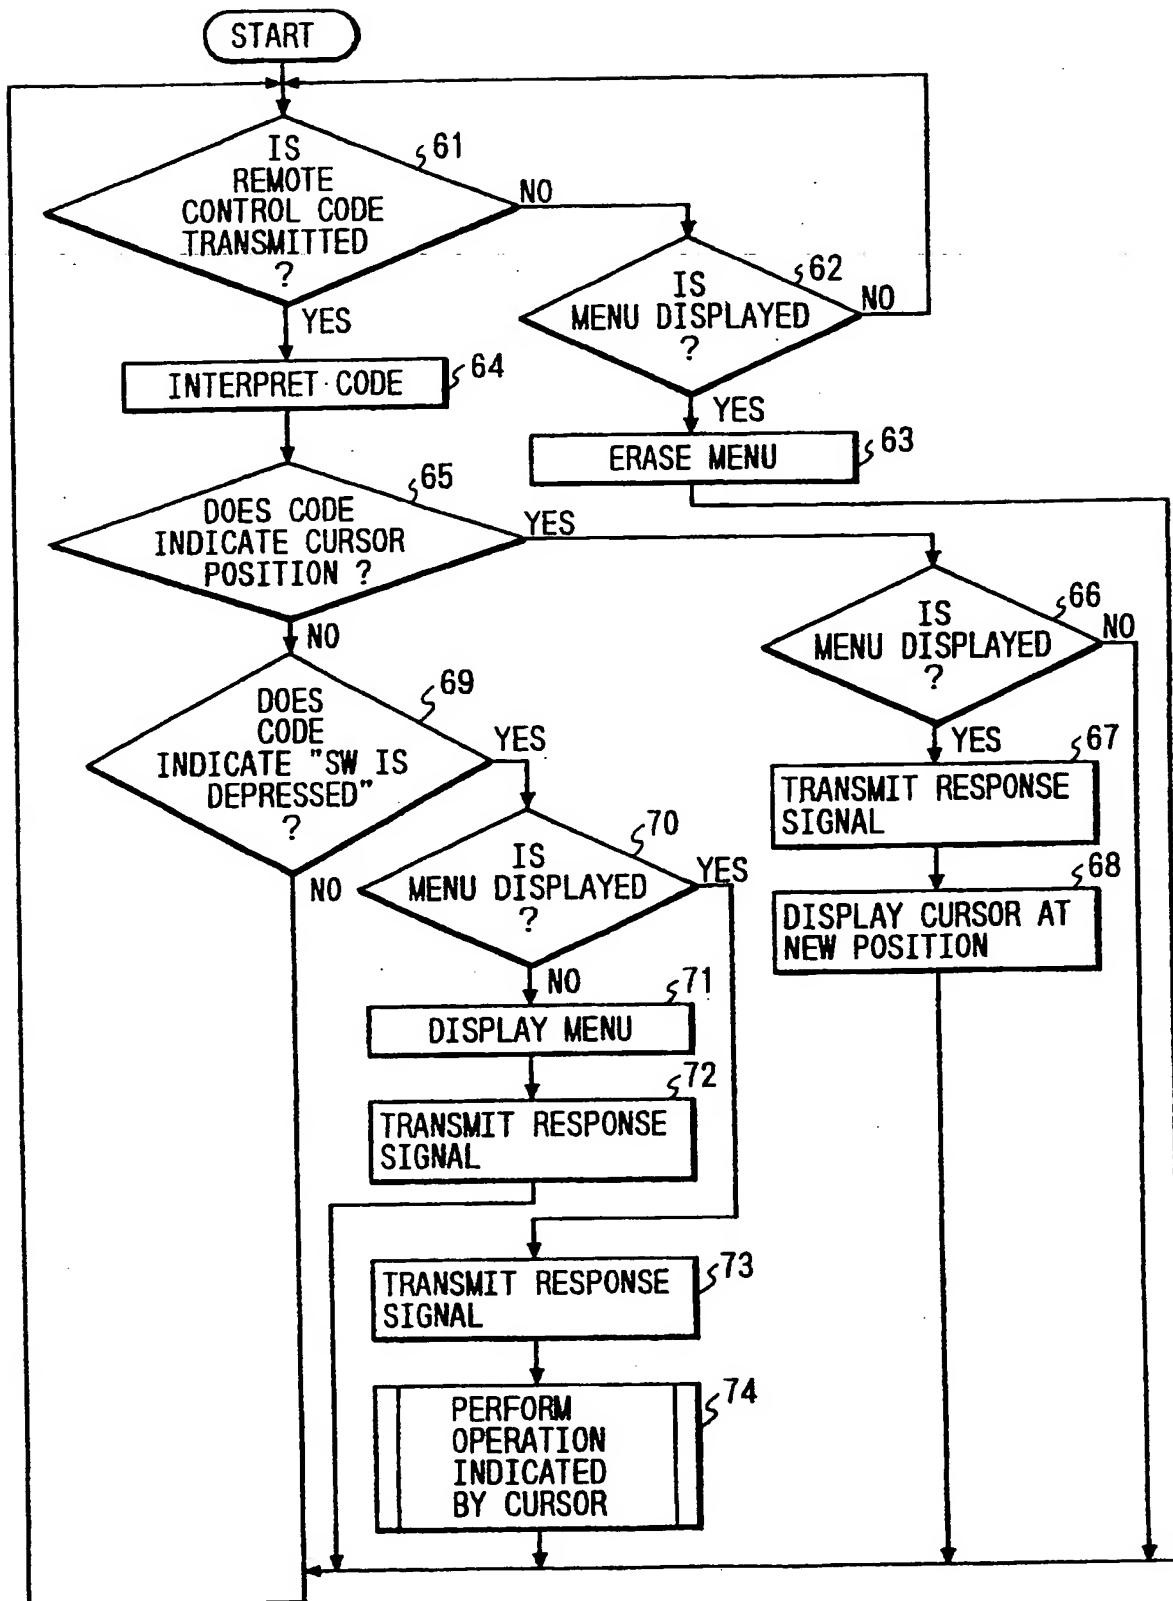 START
IS
REMOTE
CONTROL CODE
TRANSMITTED
?
61
NO
YES
IS
MENU DISPLAYED
?
62
NO
YES
INTERPRET CODE
64
ERASE MENU
63
DOES CODE
INDICATE CURSOR
POSITION ?
65
YES
NO
IS
MENU DISPLAYED
?
66
NO
YES
DOES
CODE
INDICATE "SW IS
DEPRESSED"
?
69
YES
NO
TRANSMIT RESPONSE
SIGNAL
67
IS
MENU DISPLAYED
?
70
YES
NO
DISPLAY CURSOR AT
NEW POSITION
68
DISPLAY MENU
71
TRANSMIT RESPONSE
SIGNAL
72
TRANSMIT RESPONSE
SIGNAL
73
PERFORM
OPERATION
INDICATED
BY CURSOR
74